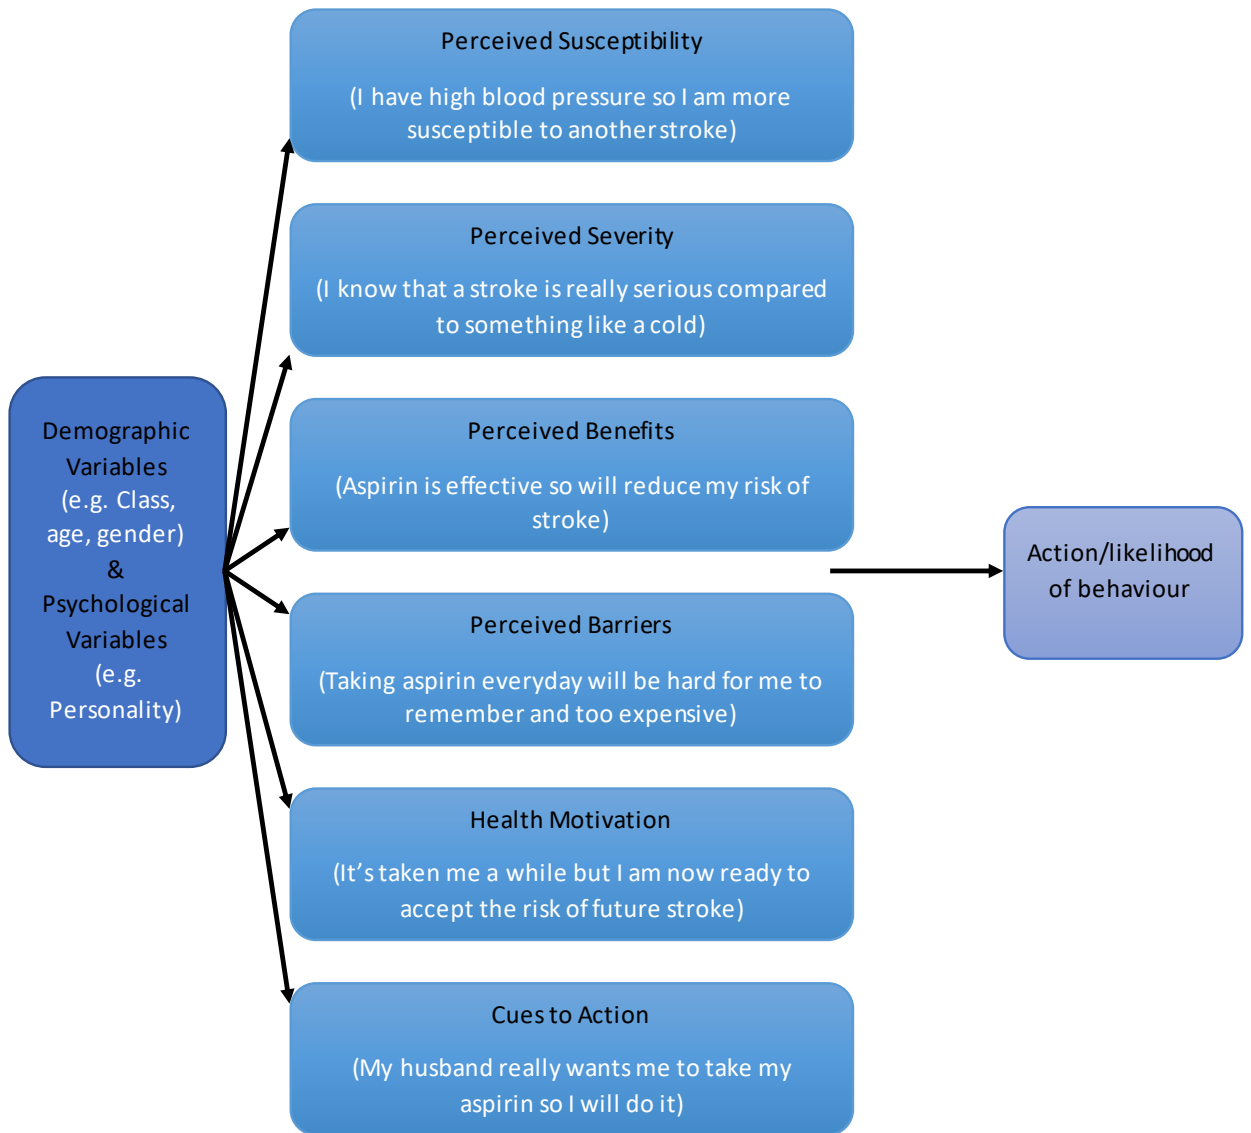 Perceived Susceptibility
(I have high blood pressure so I am more
susceptible to another stroke)
Perceived Severity
(I know that a stroke is really serious compared
to something like a cold)
Demographic
Variables
(e.g. Class,
age, gender)
&
Psychological
Variables
(e.g.
Personality)
Perceived Benefits
(Aspirin is effective so will reduce my risk of
stroke)
Perceived Barriers
(Taking aspirin everyday will be hard for me to
remember and too expensive)
Health Motivation
(It's taken me a while but I am now ready to
accept the risk of future stroke)
Cues to Action
(My husband really wants me to take my
aspirin so I will do it)
Action/likelihood
of behaviour